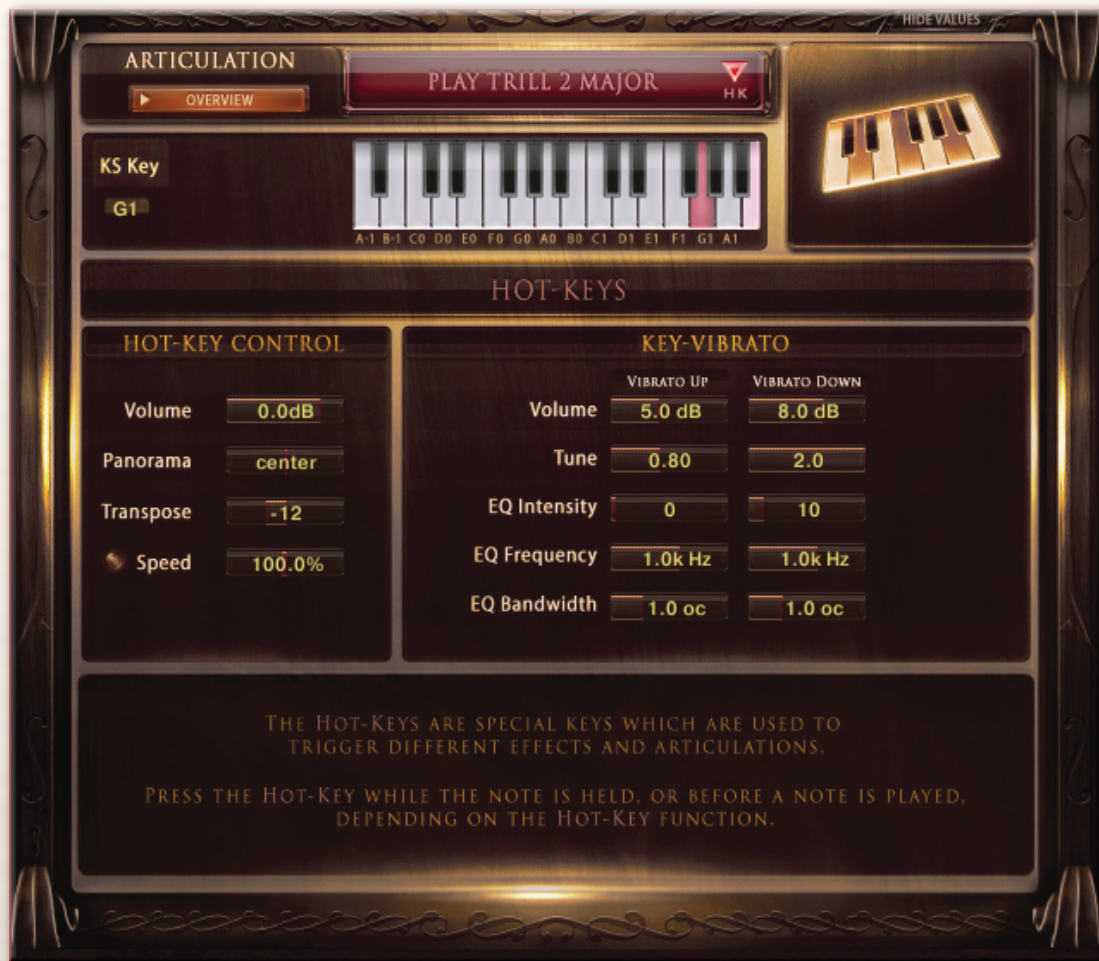 HIDE VALUES
ARTICULATION
OVERVIEW
PLAY TRILL 2 MAJOR
HK
KS Key
G1
A-1 B-1 C0 D0 E0 F0 G0 A0 B0 C1 D1 E1 F1 G1 A1
HOT-KEYS
HOT-KEY CONTROL
Volume 0.0dB
Panorama center
Transpose -12
Speed 100.0%
KEY-VIBRATO
VIBRATO UP VIBRATO DOWN
Volume 5.0 dB 8.0 dB
Tune 0.80 2.0
EQ Intensity 0 10
EQ Frequency 1.0k Hz 1.0k Hz
EQ Bandwidth 1.0 oc 1.0 oc
THE HOT-KEYS ARE SPECIAL KEYS WHICH ARE USED TO
TRIGGER DIFFERENT EFFECTS AND ARTICULATIONS.
PRESS THE HOT-KEY WHILE THE NOTE IS HELD, OR BEFORE A NOTE IS PLAYED,
DEPENDING ON THE HOT-KEY FUNCTION.